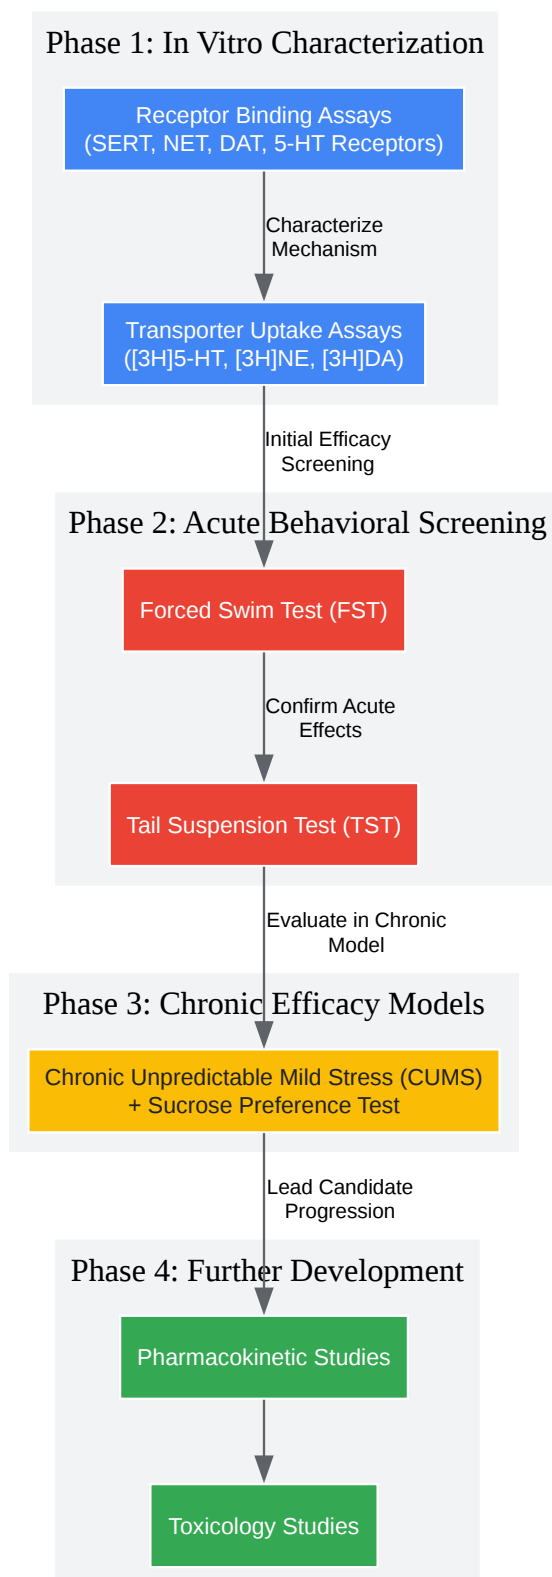 Phase 1: In Vitro Characterization
Receptor Binding Assays
(SERT, NET, DAT, 5-HT Receptors)
Characterize
Mechanism
Transporter Uptake Assays
([3H]5-HT, [3H]NE, [3H]DA)
Initial Efficacy
Screening
Phase 2: Acute Behavioral Screening
Forced Swim Test (FST)
Confirm Acute
Effects
Tail Suspension Test (TST)
Evaluate in Chronic
Model
Phase 3: Chronic Efficacy Models
Chronic Unpredictable Mild Stress (CUMS)
+ Sucrose Preference Test
Lead Candidate
Progression
Phase 4: Further Development
Pharmacokinetic Studies
Toxicology Studies